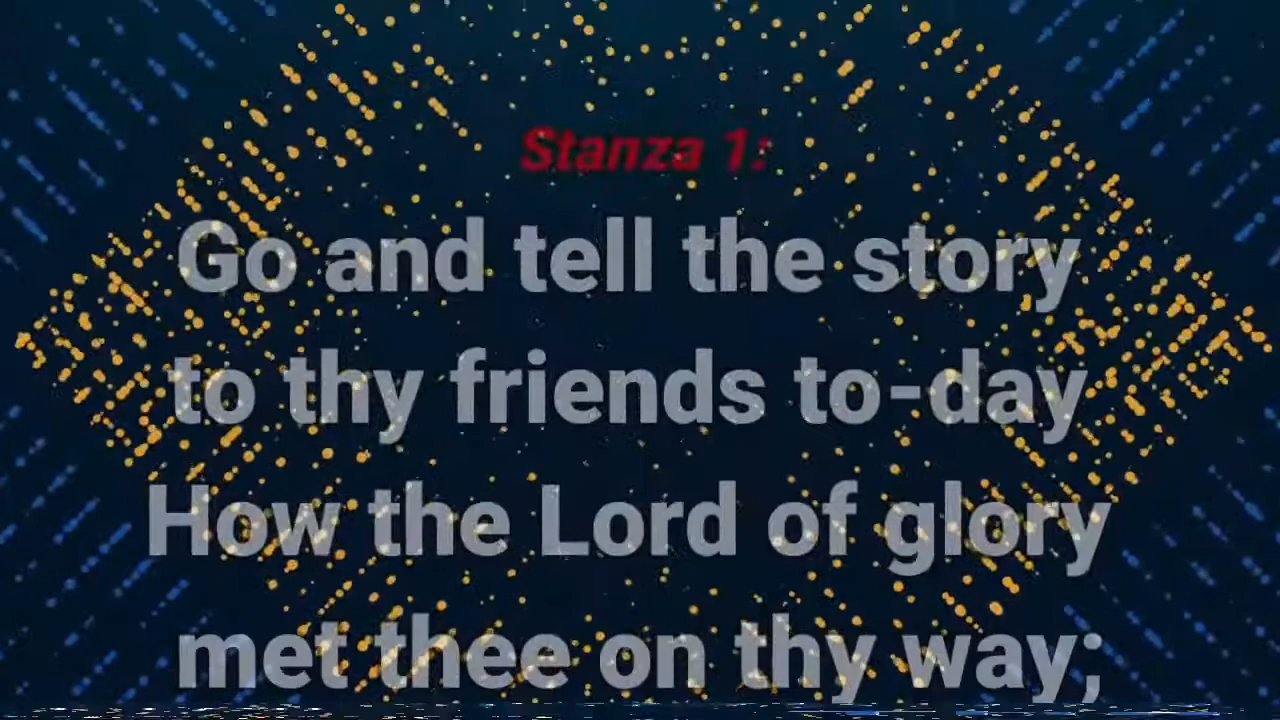 Stanza 1:
Go and tell the story
to thy friends to-day
How the Lord of glory
met thee on thy way;